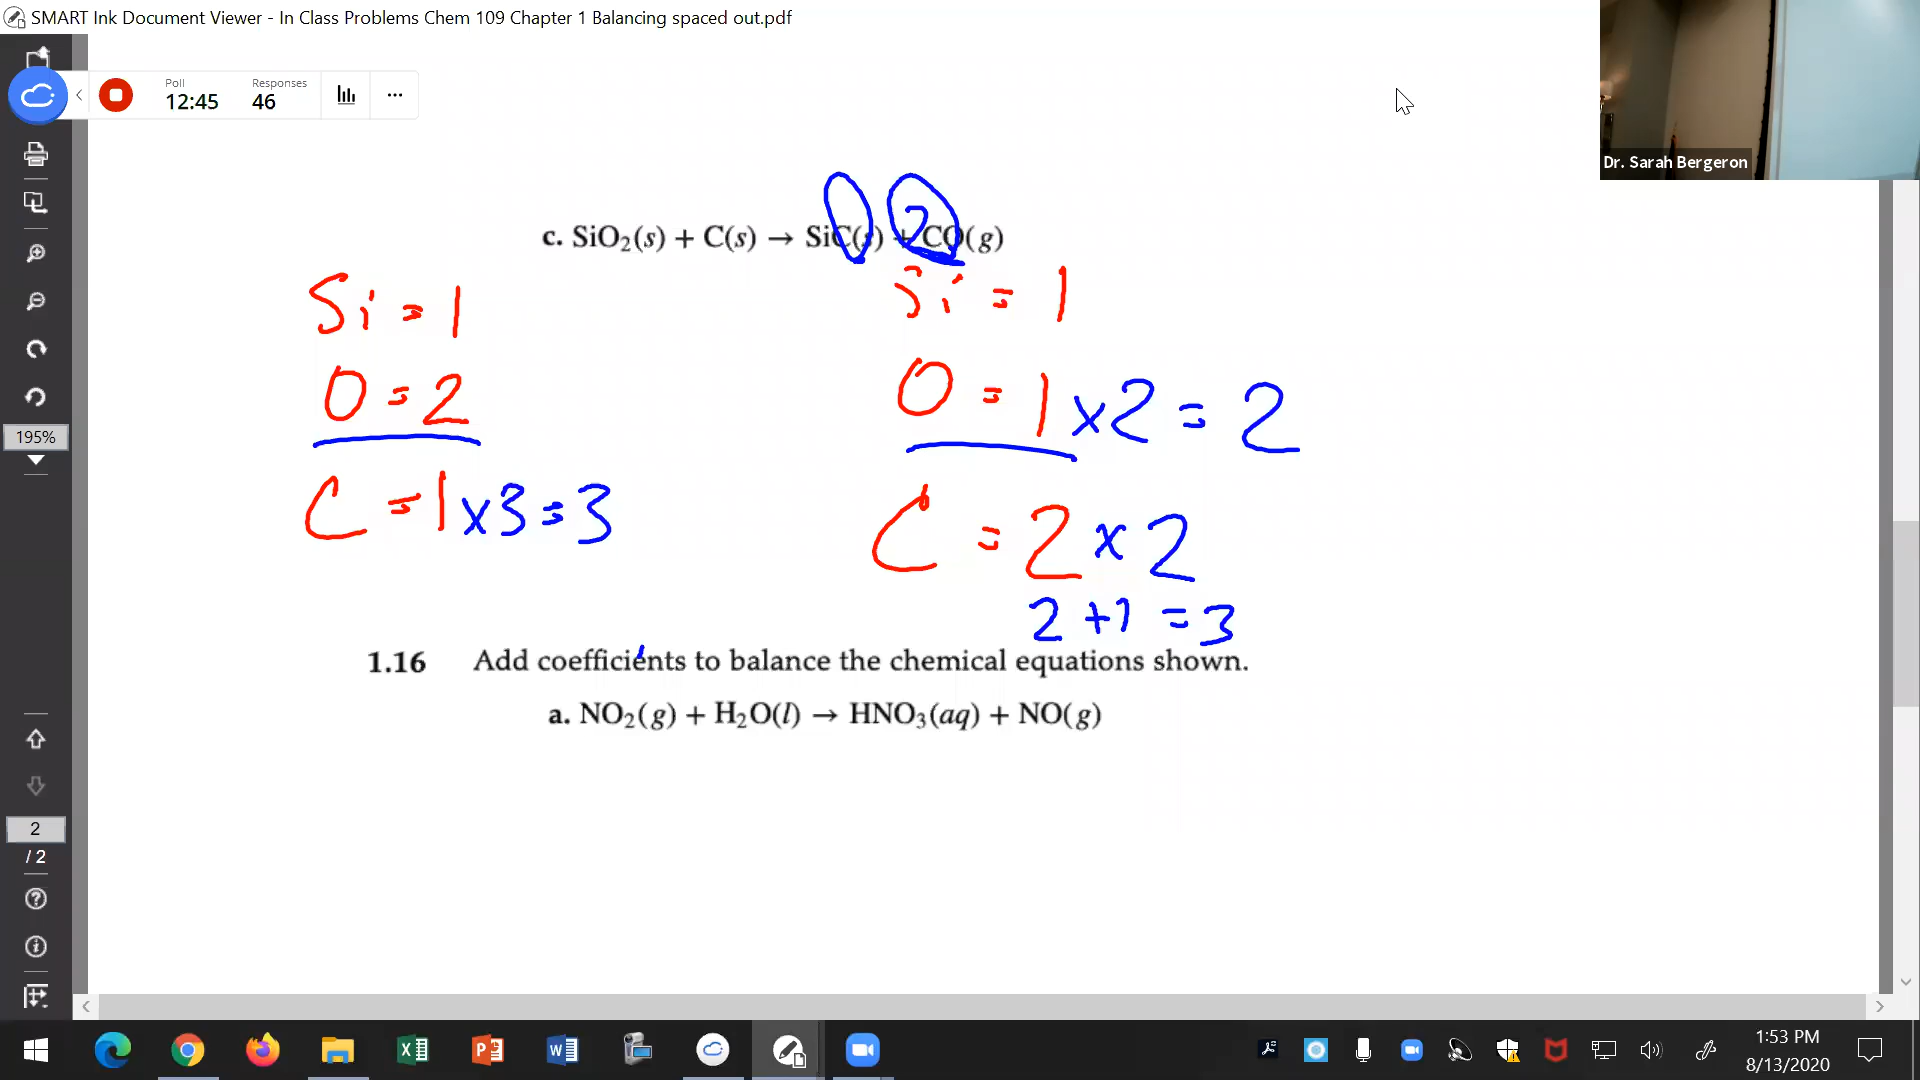 SMART Ink Document Viewer - In Class Problems Chem 109 Chapter 1 Balancing spaced out.pdf
Poll
12:45
Responses
46
Dr. Sarah Bergeron
2
c. SiO₂(s) + C(s) → SiC(s) + CO(g)
Si = 1
Si = 1
O = 2
O = 1 x2 = 2
C = 1 x3 = 3
C = 2 x 2
2 + 1 = 3
195%
1.16 Add coefficients to balance the chemical equations shown.
a. NO₂(g) + H₂O(l) → HNO₃(aq) + NO(g)
2
/ 2
1:53 PM
8/13/2020